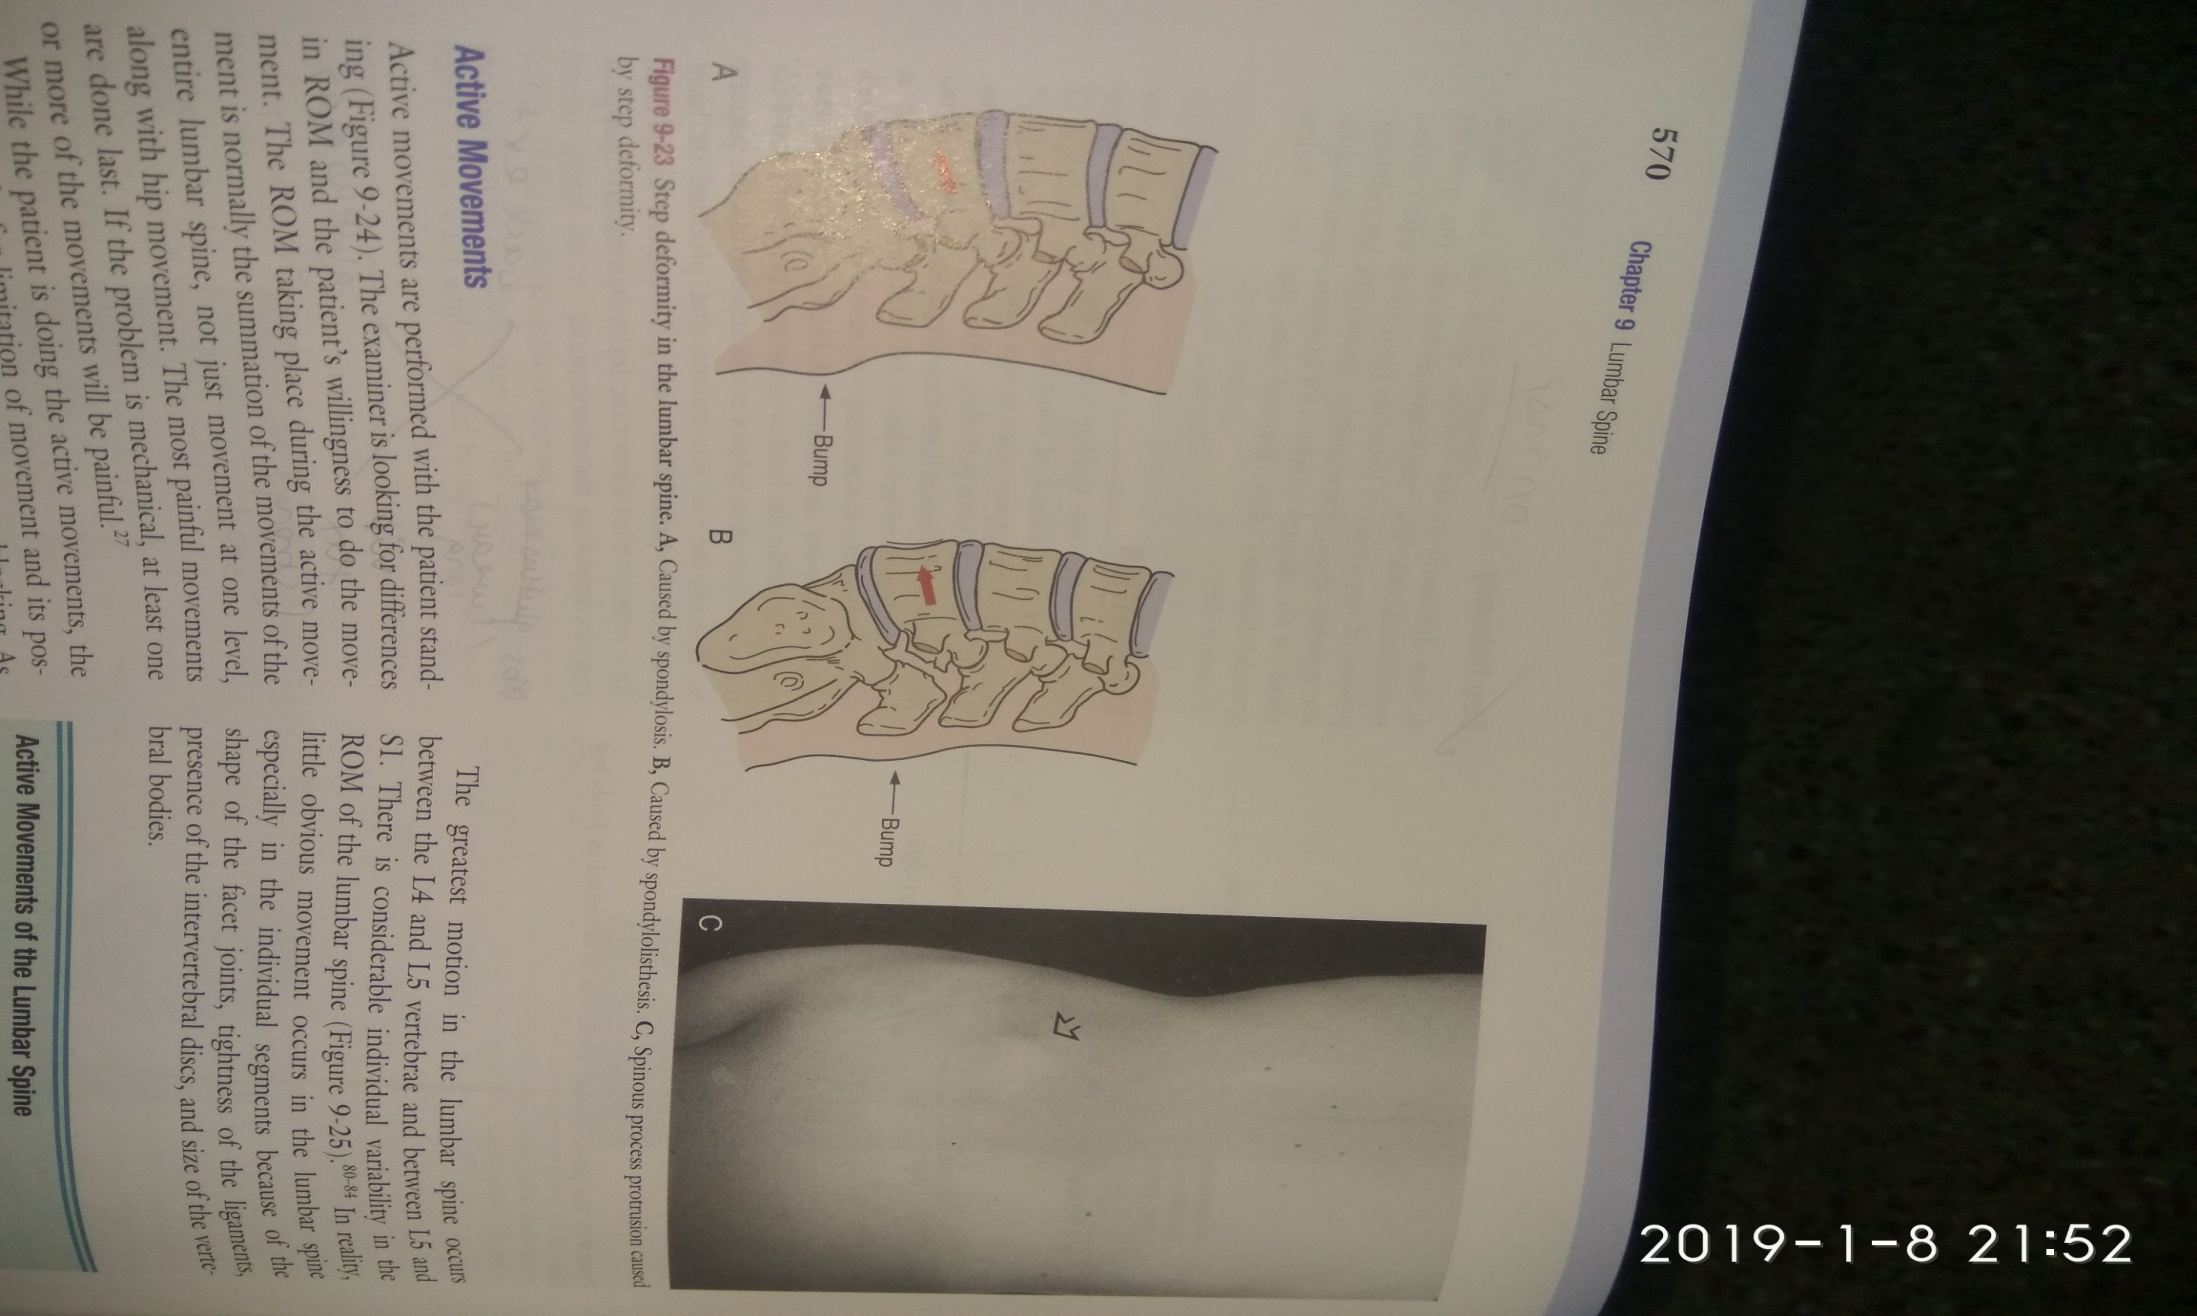 570 Chapter 9 Lumbar Spine
A
Bump
B
Bump
C
Figure 9-23 Step deformity in the lumbar spine. A, Caused by spondylosis. B, Caused by spondylolisthesis. C, Spinous process protrusion caused
by step deformity.
Active Movements
Active movements are performed with the patient stand-
ing (Figure 9-24). The examiner is looking for differences
in ROM and the patient's willingness to do the move-
ment. The ROM taking place during the active move-
ment is normally the summation of the movements of the
entire lumbar spine, not just movement at one level,
along with hip movement. The most painful movements
are done last. If the problem is mechanical, at least one
or more of the movements will be painful.27
While the patient is doing the active movements, the
limitation of movement and its pos-
As
The greatest motion in the lumbar spine occurs
between the L4 and L5 vertebrae and between L5 and
S1. There is considerable individual variability in the
ROM of the lumbar spine (Figure 9-25).80-84 In reality,
little obvious movement occurs in the lumbar spine
especially in the individual segments because of the
shape of the facet joints, tightness of the ligaments,
presence of the intervertebral discs, and size of the verte-
bral bodies.
Active Movements of the Lumbar Spine
2019-1-8 21:52